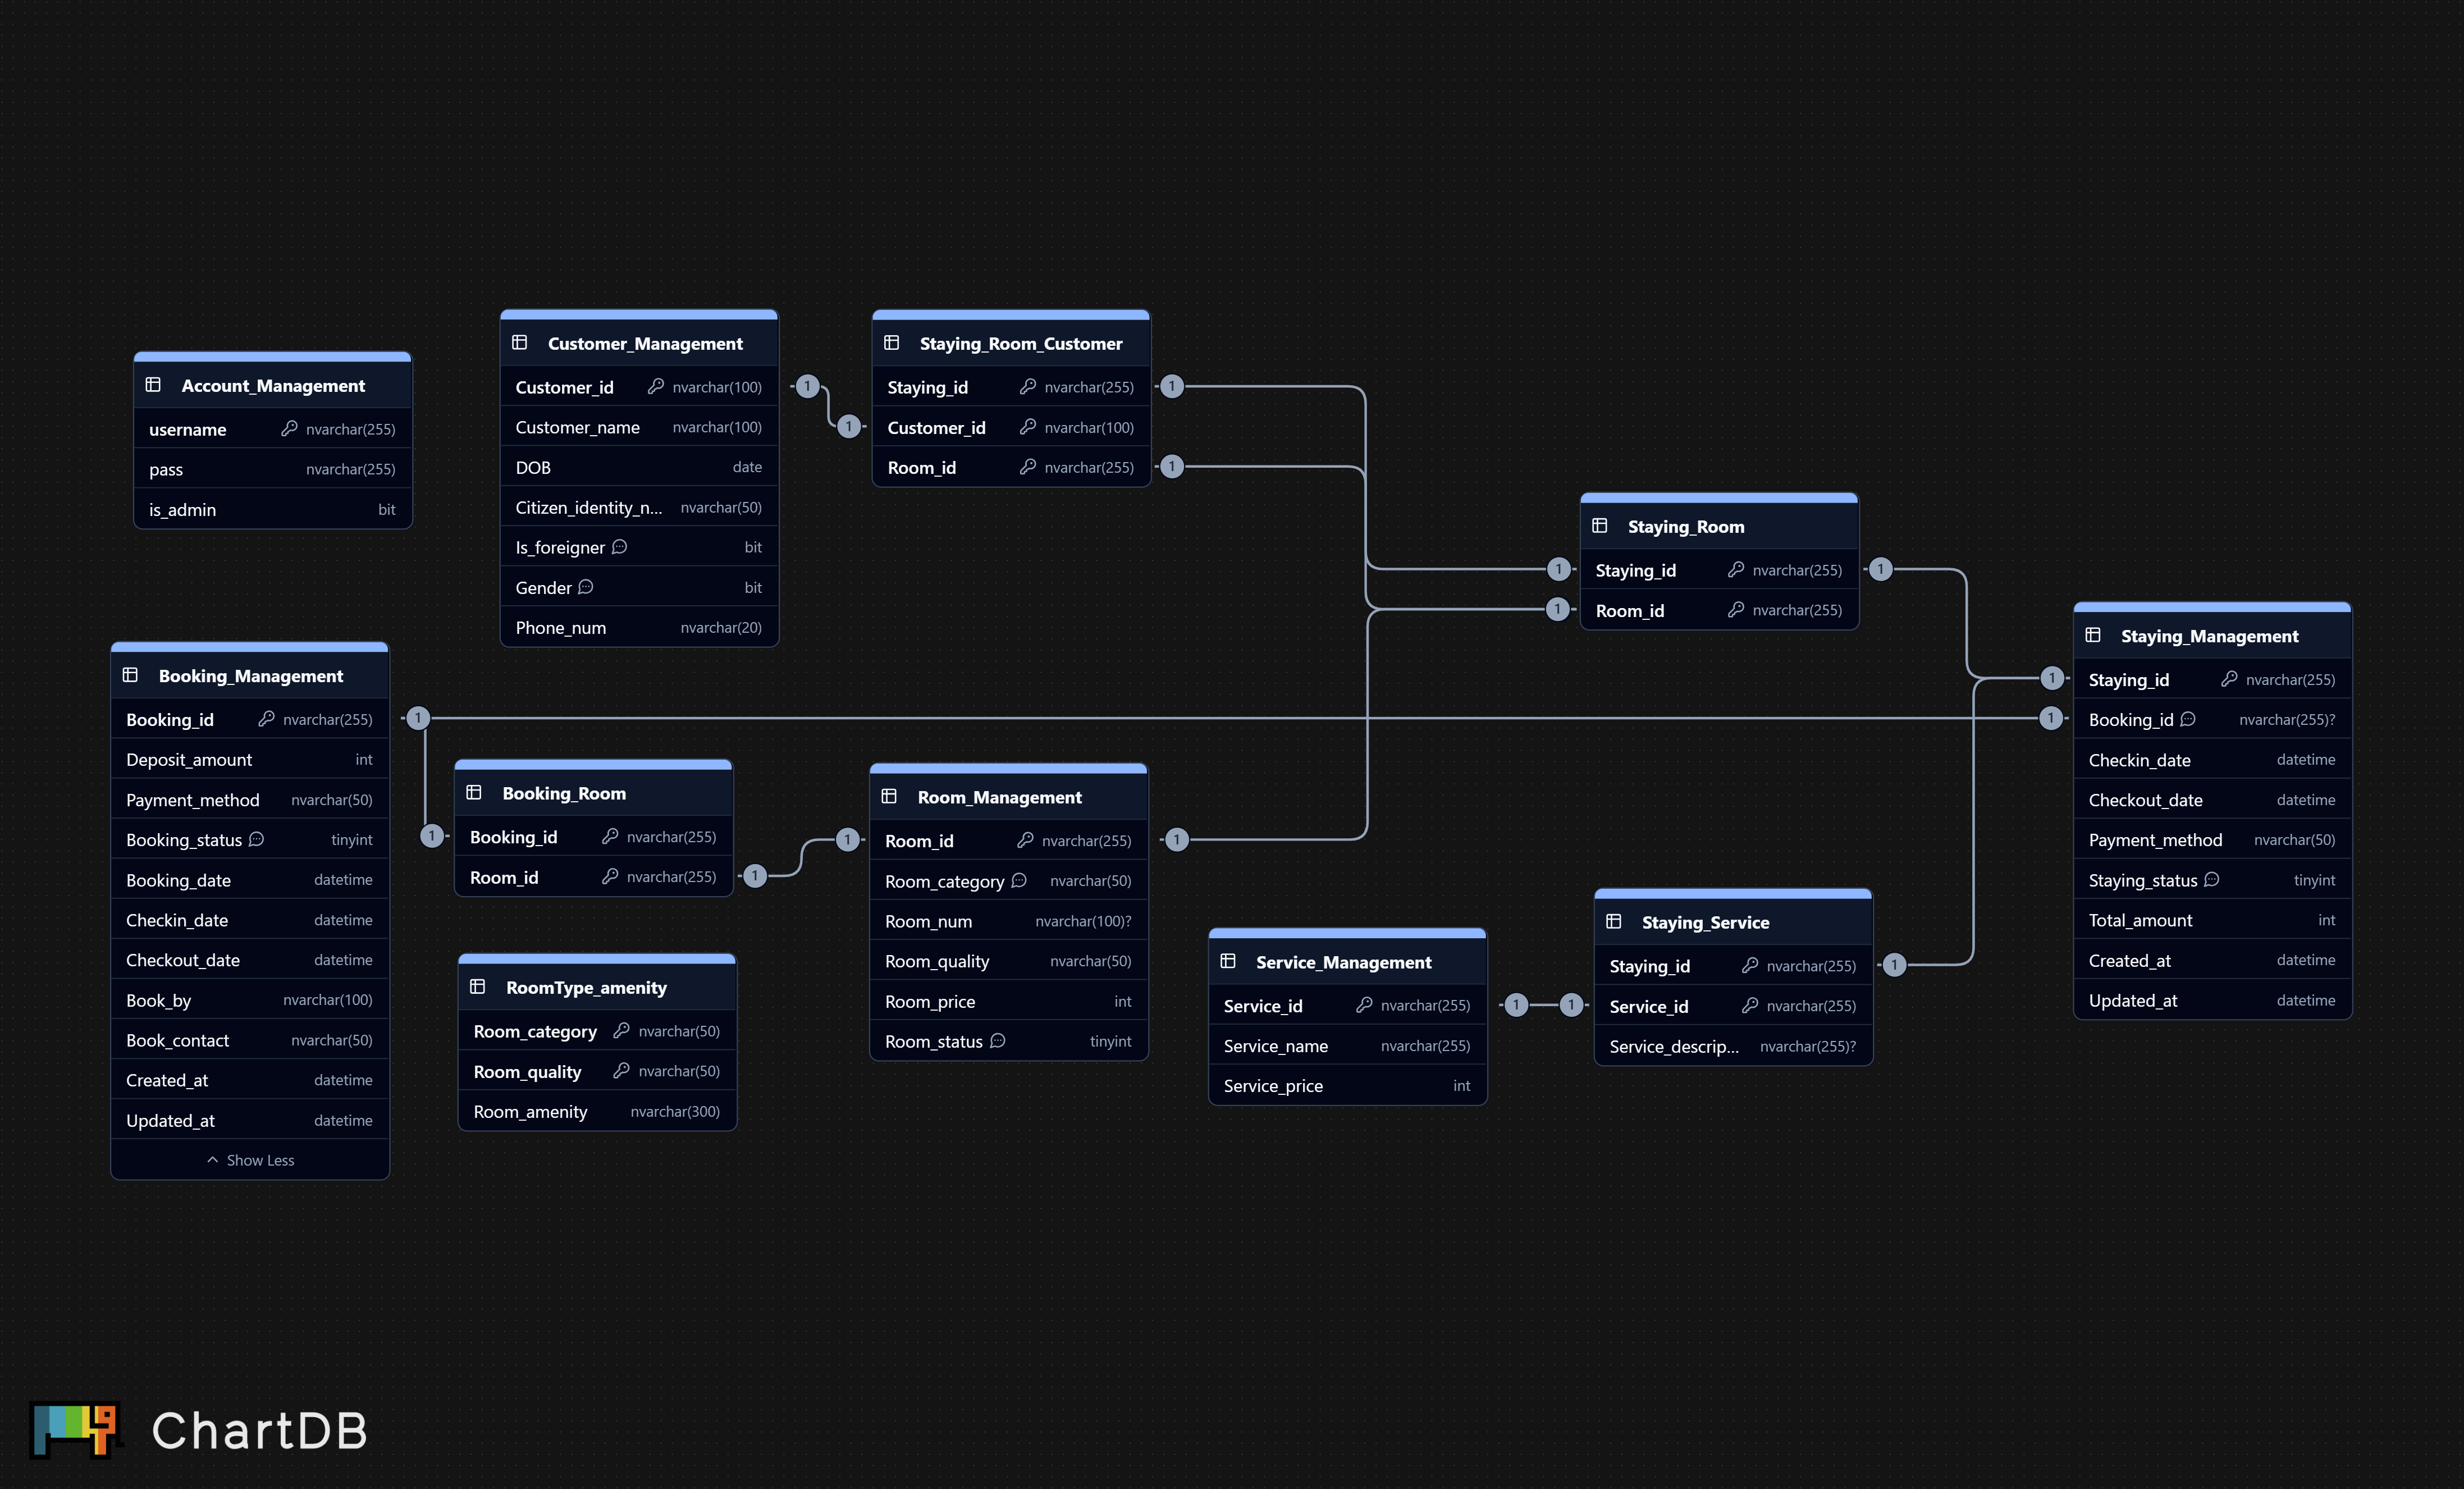 Account_Management
username nvarchar(255)
pass nvarchar(255)
is_admin bit
Customer_Management
Customer_id nvarchar(100)
Customer_name nvarchar(100)
DOB date
Citizen_identity_n... nvarchar(50)
Is_foreigner bit
Gender bit
Phone_num nvarchar(20)
1
1
Staying_Room_Customer
Staying_id nvarchar(255)
Customer_id nvarchar(100)
Room_id nvarchar(255)
1
1
1
1
Staying_Room
Staying_id nvarchar(255)
Room_id nvarchar(255)
1
1
1
Staying_Management
Staying_id nvarchar(255)
Booking_id nvarchar(255)?
Checkin_date datetime
Checkout_date datetime
Payment_method nvarchar(50)
Staying_status tinyint
Total_amount int
Created_at datetime
Updated_at datetime
Booking_Management
Booking_id nvarchar(255)
Deposit_amount int
Payment_method nvarchar(50)
Booking_status tinyint
Booking_date datetime
Checkin_date datetime
Checkout_date datetime
Book_by nvarchar(100)
Book_contact nvarchar(50)
Created_at datetime
Updated_at datetime
Show Less
1
1
Booking_Room
Booking_id nvarchar(255)
Room_id nvarchar(255)
1
1
RoomType_amenity
Room_category nvarchar(50)
Room_quality nvarchar(50)
Room_amenity nvarchar(300)
Room_Management
Room_id nvarchar(255)
Room_category nvarchar(50)
Room_num nvarchar(100)?
Room_quality nvarchar(50)
Room_price int
Room_status tinyint
1
Service_Management
Service_id nvarchar(255)
Service_name nvarchar(255)
Service_price int
1
1
Staying_Service
Staying_id nvarchar(255)
Service_id nvarchar(255)
Service_descrip... nvarchar(255)?
1
ChartDB